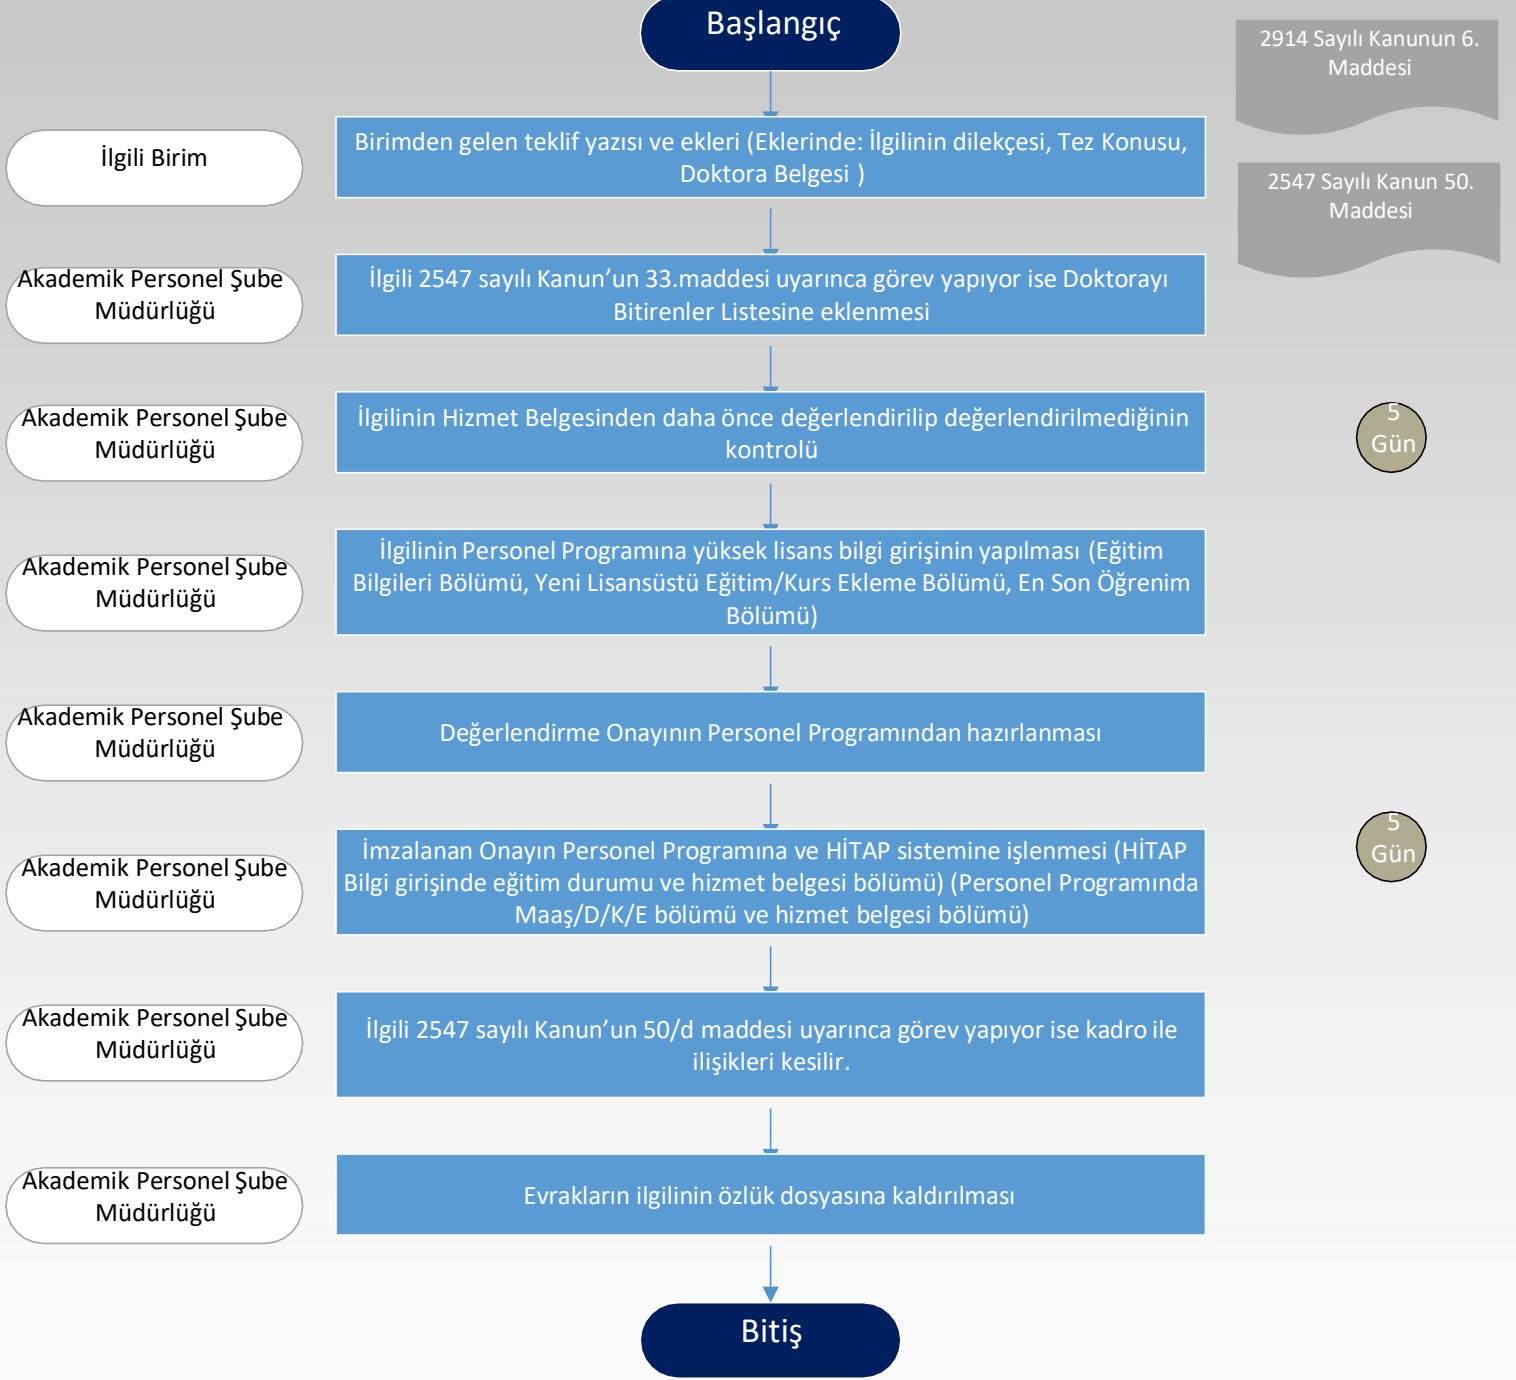 Başlangıç
2914 Sayılı Kanunun 6.
Maddesi
İlgili Birim
Birimden gelen teklif yazısı ve ekleri (Eklerinde: İlgilinin dilekçesi, Tez Konusu,
Doktora Belgesi )
2547 Sayılı Kanun 50.
Maddesi
Akademik Personel Şube
Müdürlüğü
İlgili 2547 sayılı Kanun’un 33.maddesi uyarınca görev yapıyor ise Doktorayı
Bitirenler Listesine eklenmesi
Akademik Personel Şube
Müdürlüğü
İlgilinin Hizmet Belgesinden daha önce değerlendirilip değerlendirilmediğinin
kontrolü
5
Gün
Akademik Personel Şube
Müdürlüğü
İlgilinin Personel Programına yüksek lisans bilgi girişinin yapılması (Eğitim
Bilgileri Bölümü, Yeni Lisansüstü Eğitim/Kurs Ekleme Bölümü, En Son Öğrenim
Bölümü)
Akademik Personel Şube
Müdürlüğü
Değerlendirme Onayının Personel Programından hazırlanması
Akademik Personel Şube
Müdürlüğü
İmzalanan Onayın Personel Programına ve HİTAP sistemine işlenmesi (HİTAP
Bilgi girişinde eğitim durumu ve hizmet belgesi bölümü) (Personel Programında
Maaş/D/K/E bölümü ve hizmet belgesi bölümü)
5
Gün
Akademik Personel Şube
Müdürlüğü
İlgili 2547 sayılı Kanun’un 50/d maddesi uyarınca görev yapıyor ise kadro ile
ilişikleri kesilir.
Akademik Personel Şube
Müdürlüğü
Evrakların ilgilinin özlük dosyasına kaldırılması
Bitiş